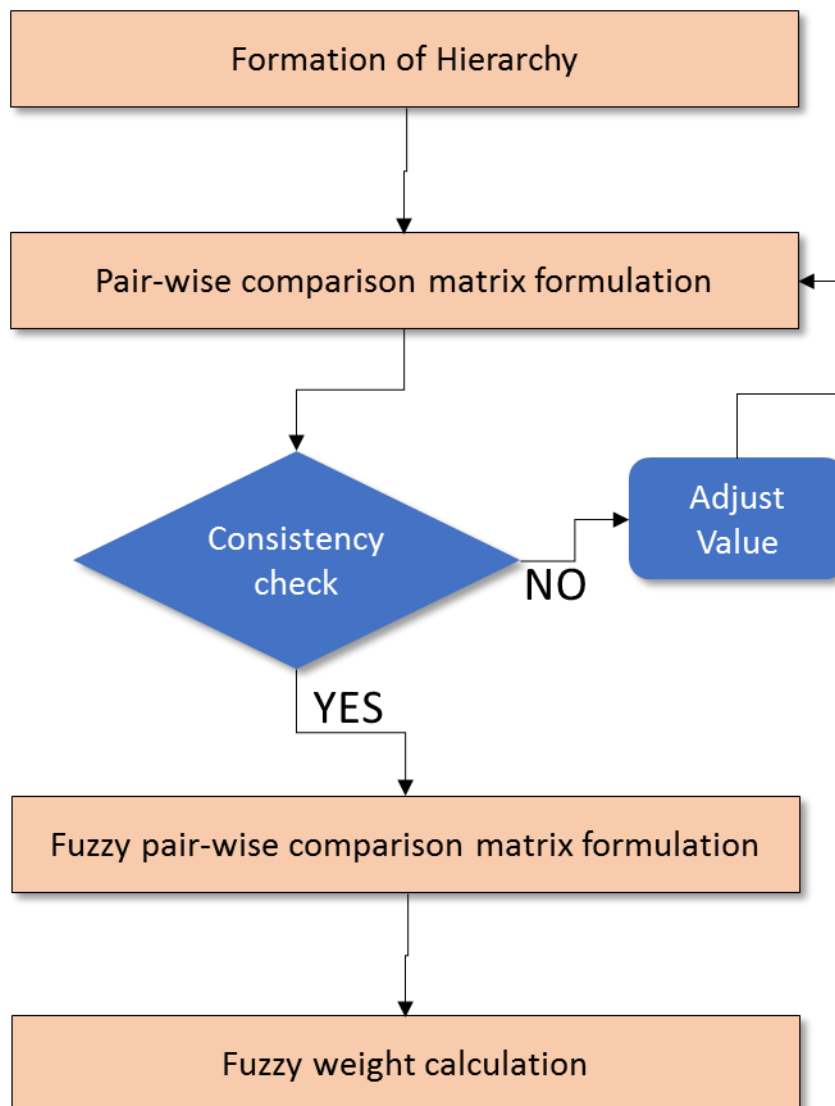 Formation of Hierarchy
Pair-wise comparison matrix formulation
Consistency
check
NO
Adjust
Value
YES
Fuzzy pair-wise comparison matrix formulation
Fuzzy weight calculation